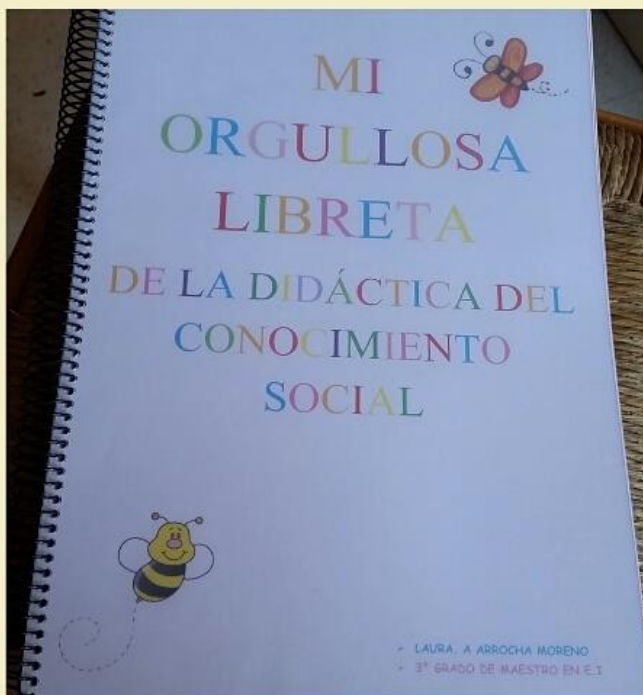 MI
ORGULLOSA
LIBRETA
DE LA DIDÁCTICA DEL
CONOCIMIENTO
SOCIAL
LAURA. A ARROCHA MORENO
3º GRADO DE MAESTRO EN E.I